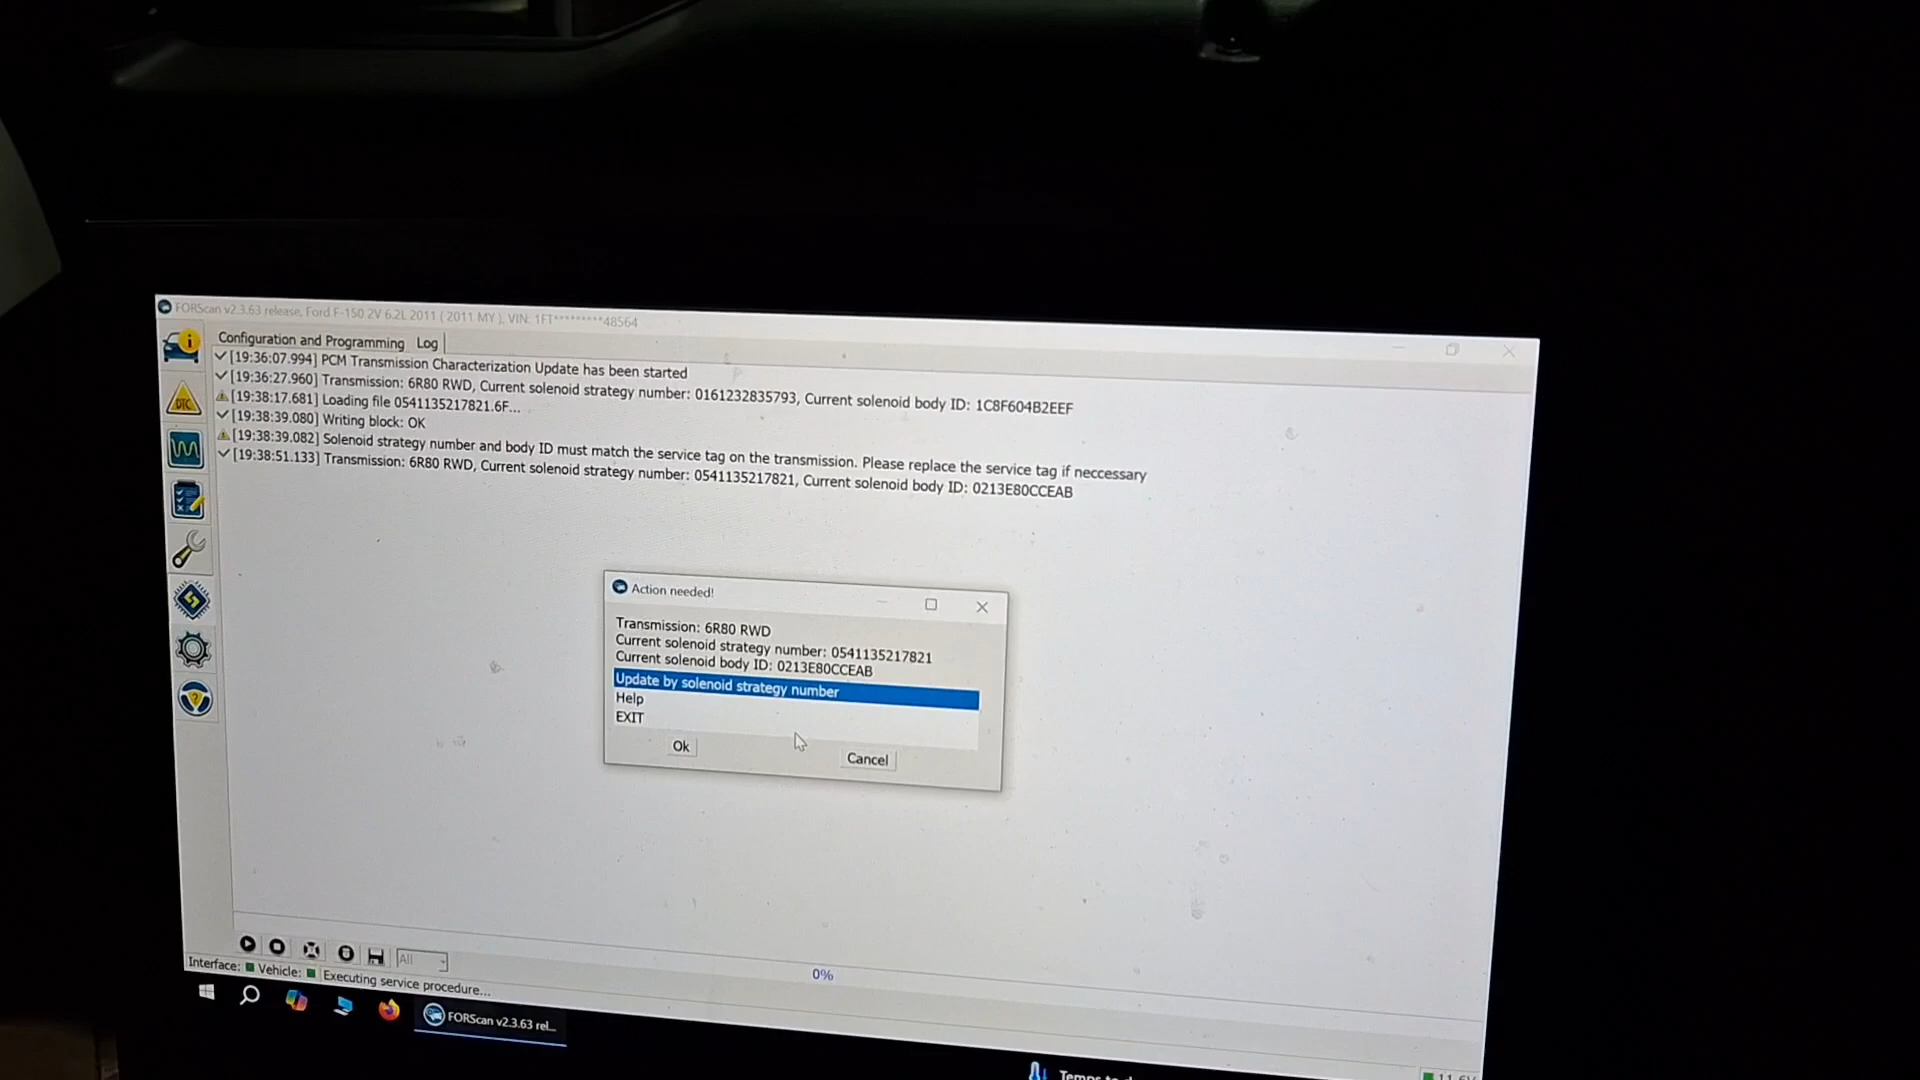 FORScan v2.3.63 release, Ford F-150 2V 6.2L 2011 ( 2011 MY ), VIN: 1FT*********48564
Configuration and Programming Log
[19:36:07.994] PCM Transmission Characterization Update has been started
[19:36:27.960] Transmission: 6R80 RWD, Current solenoid strategy number: 0161232835793, Current solenoid body ID: 1C8F604B2EEF
[19:38:17.681] Loading file 0541135217821.6F...
[19:38:39.080] Writing block: OK
[19:38:39.082] Solenoid strategy number and body ID must match the service tag on the transmission. Please replace the service tag if neccessary
[19:38:51.133] Transmission: 6R80 RWD, Current solenoid strategy number: 0541135217821, Current solenoid body ID: 0213E80CCEAB
DTC
Action needed!
Transmission: 6R80 RWD
Current solenoid strategy number: 0541135217821
Current solenoid body ID: 0213E80CCEAB
Update by solenoid strategy number
Help
EXIT
Ok Cancel
All
Interface: Vehicle: Executing service procedure... 0%
FORScan v2.3.63 rel...